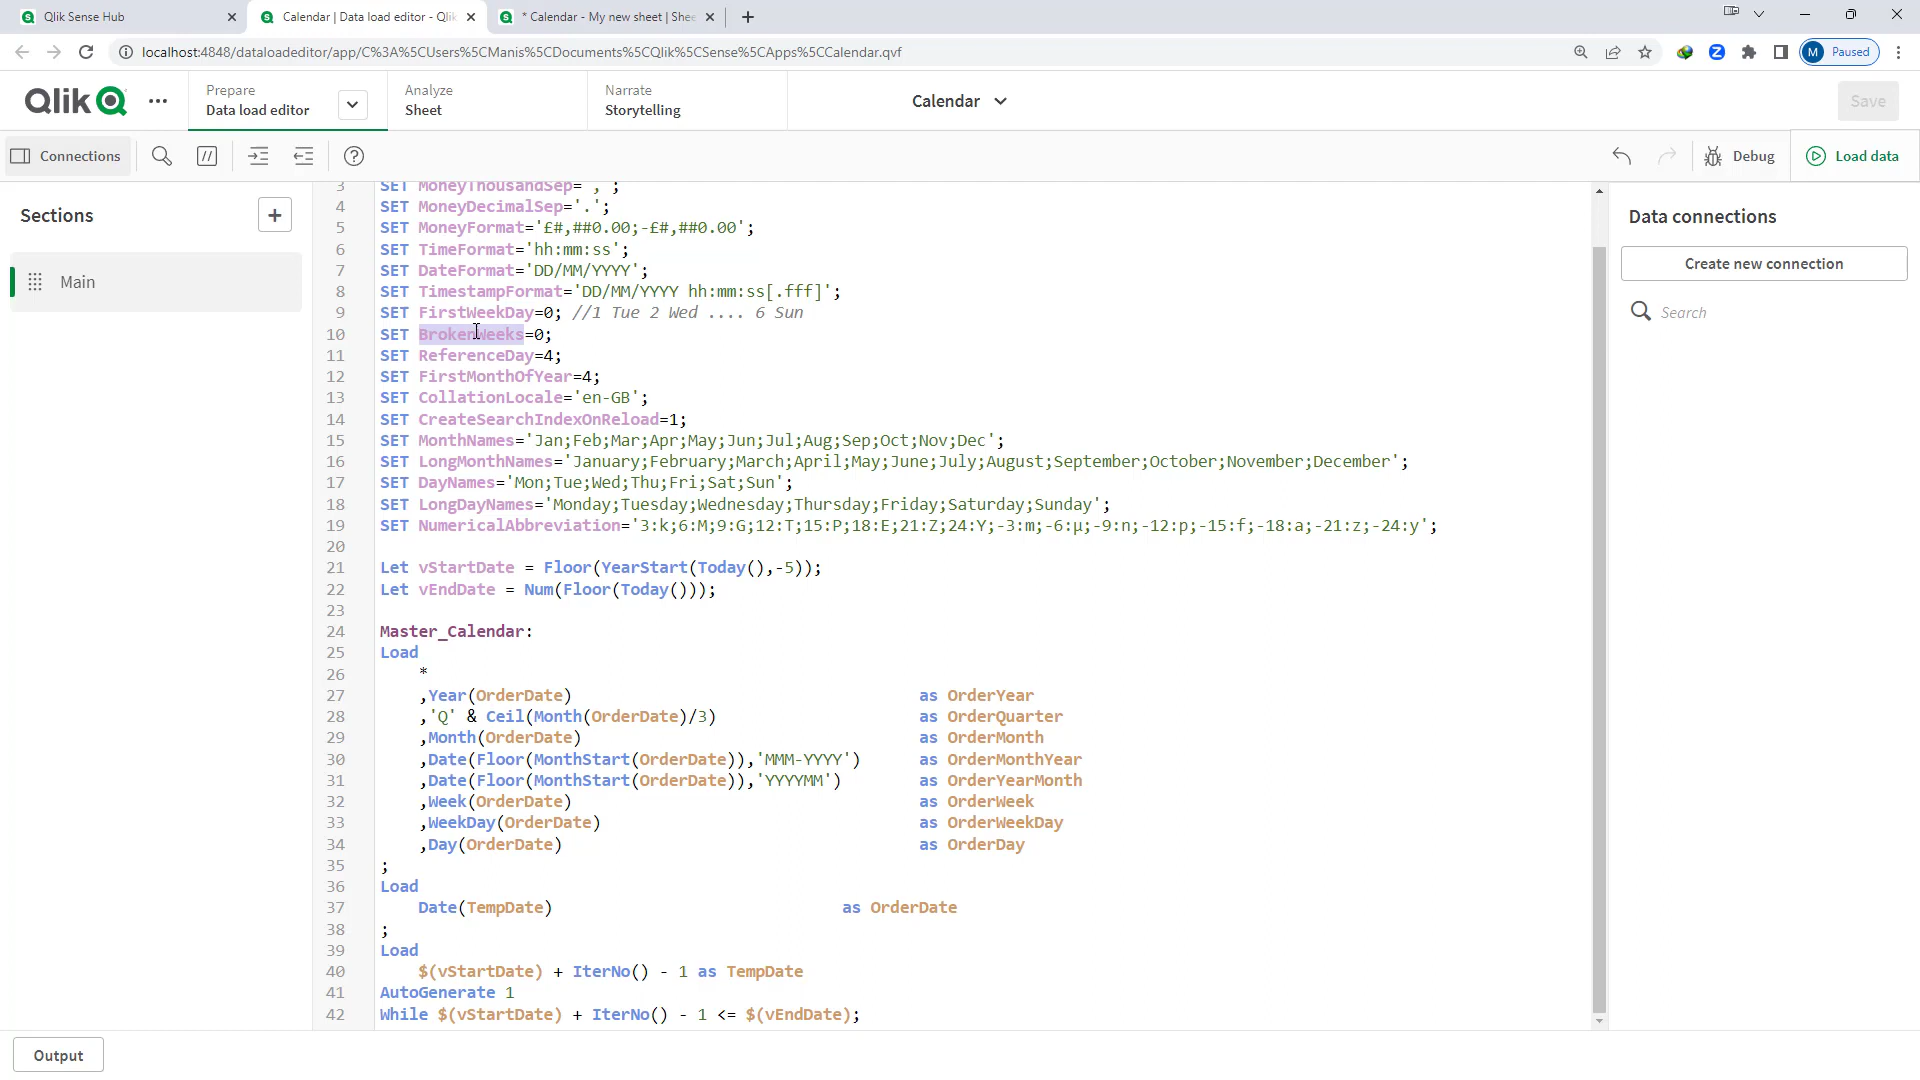 Qlik Sense Hub
Calendar | Data load editor - Qlik
* Calendar - My new sheet | Shee
localhost:4848/dataloadeditor/app/C%3A%5CUsers%5CManis%5CDocuments%5CQlik%5CSense%5CApps%5CCalendar.qvf
M Paused
Qlik
Prepare
Data load editor
Analyze
Sheet
Narrate
Storytelling
Calendar
Save
Connections
Debug
Load data
Sections
Main
3 SET MoneyThousandSep=',';
4 SET MoneyDecimalSep='.';
5 SET MoneyFormat='£#,##0.00;-£#,##0.00';
6 SET TimeFormat='hh:mm:ss';
7 SET DateFormat='DD/MM/YYYY';
8 SET TimestampFormat='DD/MM/YYYY hh:mm:ss[.fff]';
9 SET FirstWeekDay=0; //1 Tue 2 Wed .... 6 Sun
10 SET BrokenWeeks=0;
11 SET ReferenceDay=4;
12 SET FirstMonthOfYear=4;
13 SET CollationLocale='en-GB';
14 SET CreateSearchIndexOnReload=1;
15 SET MonthNames='Jan;Feb;Mar;Apr;May;Jun;Jul;Aug;Sep;Oct;Nov;Dec';
16 SET LongMonthNames='January;February;March;April;May;June;July;August;September;October;November;December';
17 SET DayNames='Mon;Tue;Wed;Thu;Fri;Sat;Sun';
18 SET LongDayNames='Monday;Tuesday;Wednesday;Thursday;Friday;Saturday;Sunday';
19 SET NumericalAbbreviation='3:k;6:M;9:G;12:T;15:P;18:E;21:Z;24:Y;-3:m;-6:μ;-9:n;-12:p;-15:f;-18:a;-21:z;-24:y';
20
21 Let vStartDate = Floor(YearStart(Today(),-5));
22 Let vEndDate = Num(Floor(Today()));
23
24 Master_Calendar:
25 Load
26 *
27 ,Year(OrderDate) as OrderYear
28 ,'Q' & Ceil(Month(OrderDate)/3) as OrderQuarter
29 ,Month(OrderDate) as OrderMonth
30 ,Date(Floor(MonthStart(OrderDate)),'MMM-YYYY') as OrderMonthYear
31 ,Date(Floor(MonthStart(OrderDate)),'YYYYMM') as OrderYearMonth
32 ,Week(OrderDate) as OrderWeek
33 ,WeekDay(OrderDate) as OrderWeekDay
34 ,Day(OrderDate) as OrderDay
35 ;
36 Load
37 Date(TempDate) as OrderDate
38 ;
39 Load
40 $(vStartDate) + IterNo() - 1 as TempDate
41 AutoGenerate 1
42 While $(vStartDate) + IterNo() - 1 <= $(vEndDate);
Data connections
Create new connection
Search
Output